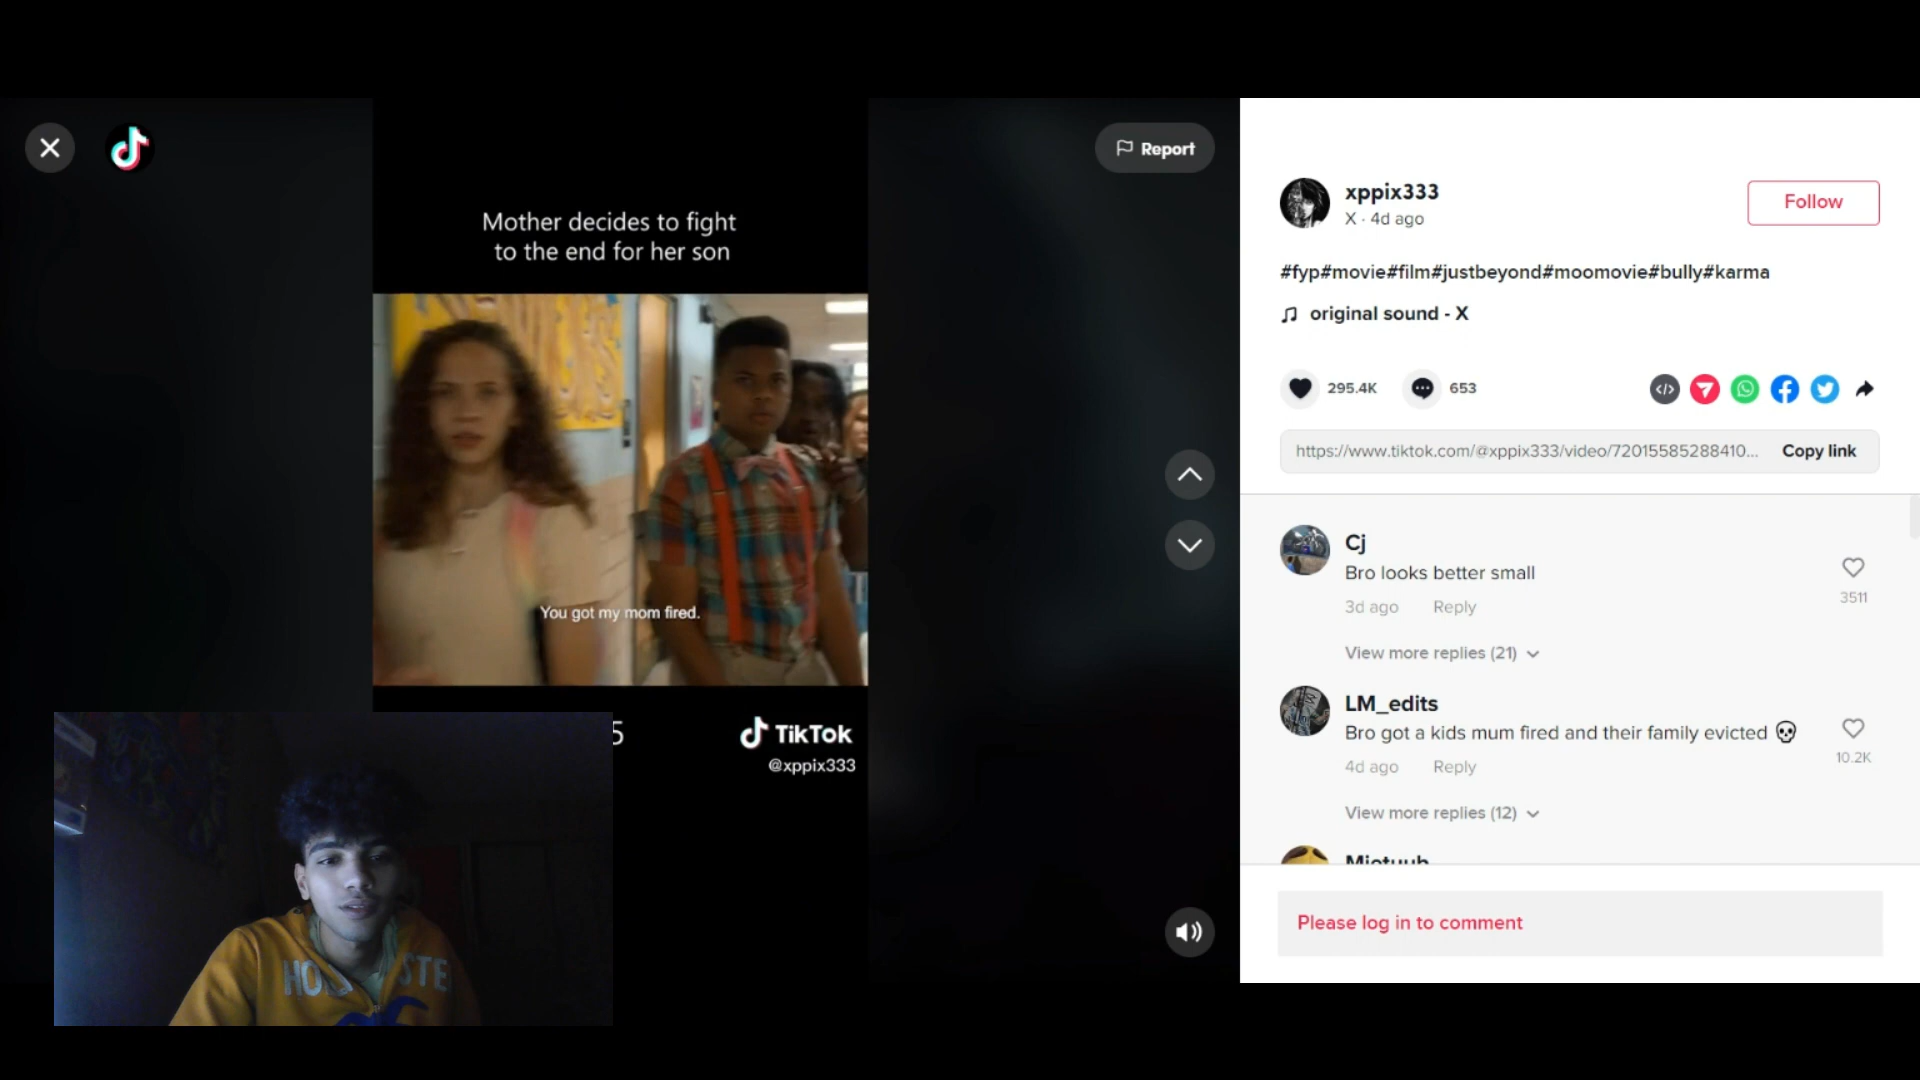 Report
Mother decides to fight
to the end for her son
You got my mom fired.
5
TikTok
@xppix333
HO STE
xppix333
X · 4d ago
Follow
#fyp#movie#film#justbeyond#moomovie#bully#karma
original sound - X
295.4K
653
https://www.tiktok.com/@xppix333/video/72015585288410...
Copy link
Cj
Bro looks better small
3d ago Reply
3511
View more replies (21)
LM_edits
Bro got a kids mum fired and their family evicted 💀
4d ago Reply
10.2K
View more replies (12)
Please log in to comment